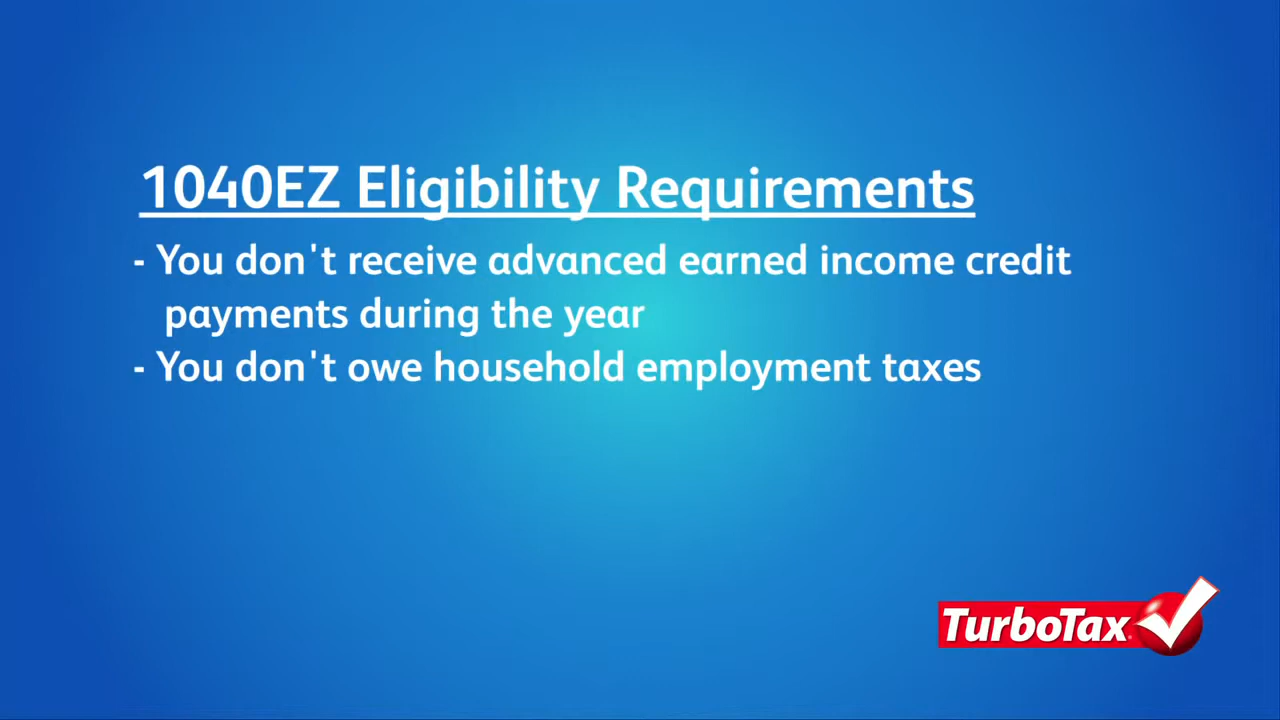 1040EZ Eligibility Requirements
- You don't receive advanced earned income credit
payments during the year
- You don't owe household employment taxes
TurboTax